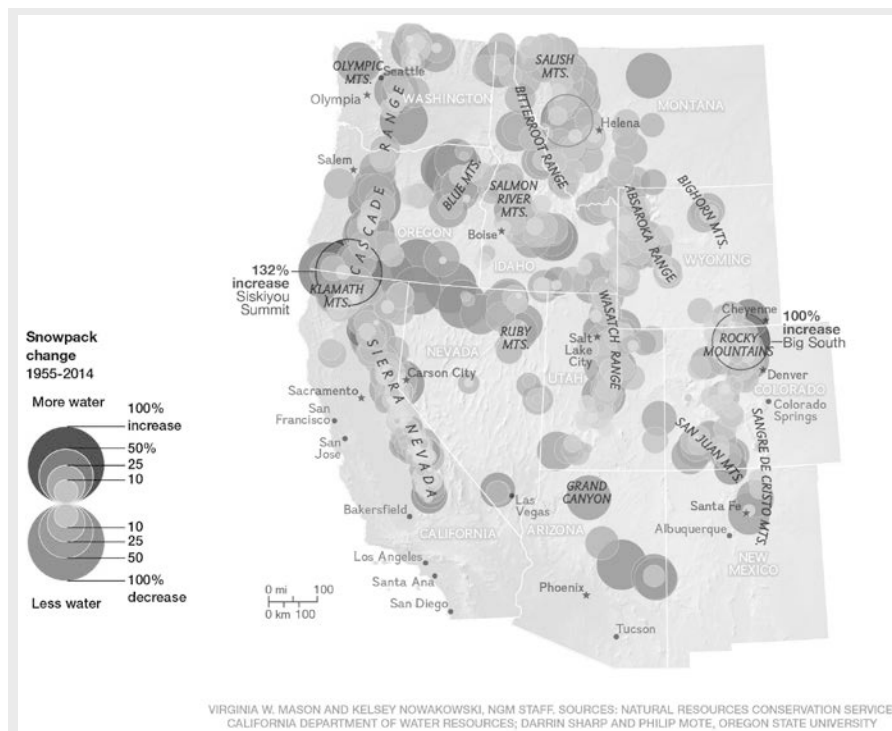 OLYMPIC
MTS.
Seattle
Olympia
WASHINGTON
SALISH
MTS.
MONTANA
Helena
BITTERROOT RANGE
Salem
CASCADE RANGE
BLUE MTS.
SALMON
RIVER
MTS.
OREGON
Boise
IDAHO
ABSAROKA RANGE
BIGHORN MTS.
WYOMING
132%
increase
Siskiyou
Summit
KLAMATH
MTS.
Cheyenne
100%
increase
Big South
ROCKY
MOUNTAINS
Denver
COLORADO
Colorado
Springs
RUBY
MTS.
NEVADA
Salt
Lake
City
UTAH
WASATCH RANGE
Snowpack
change
1955-2014
More water
100%
increase
50%
25
10
10
25
50
100%
decrease
Less water
SIERRA NEVADA
Carson City
Sacramento
San
Francisco
San
Jose
Bakersfield
CALIFORNIA
Las
Vegas
GRAND
CANYON
ARIZONA
SAN JUAN MTS.
SANGRE DE CRISTO MTS.
Santa Fe
Albuquerque
NEW
MEXICO
Los Angeles
Santa Ana
San Diego
0 mi 100
0 km 100
Phoenix
Tucson
VIRGINIA W. MASON AND KELSEY NOWAKOWSKI, NGM STAFF. SOURCES: NATURAL RESOURCES CONSERVATION SERVICE
CALIFORNIA DEPARTMENT OF WATER RESOURCES; DARRIN SHARP AND PHILIP MOTE, OREGON STATE UNIVERSITY